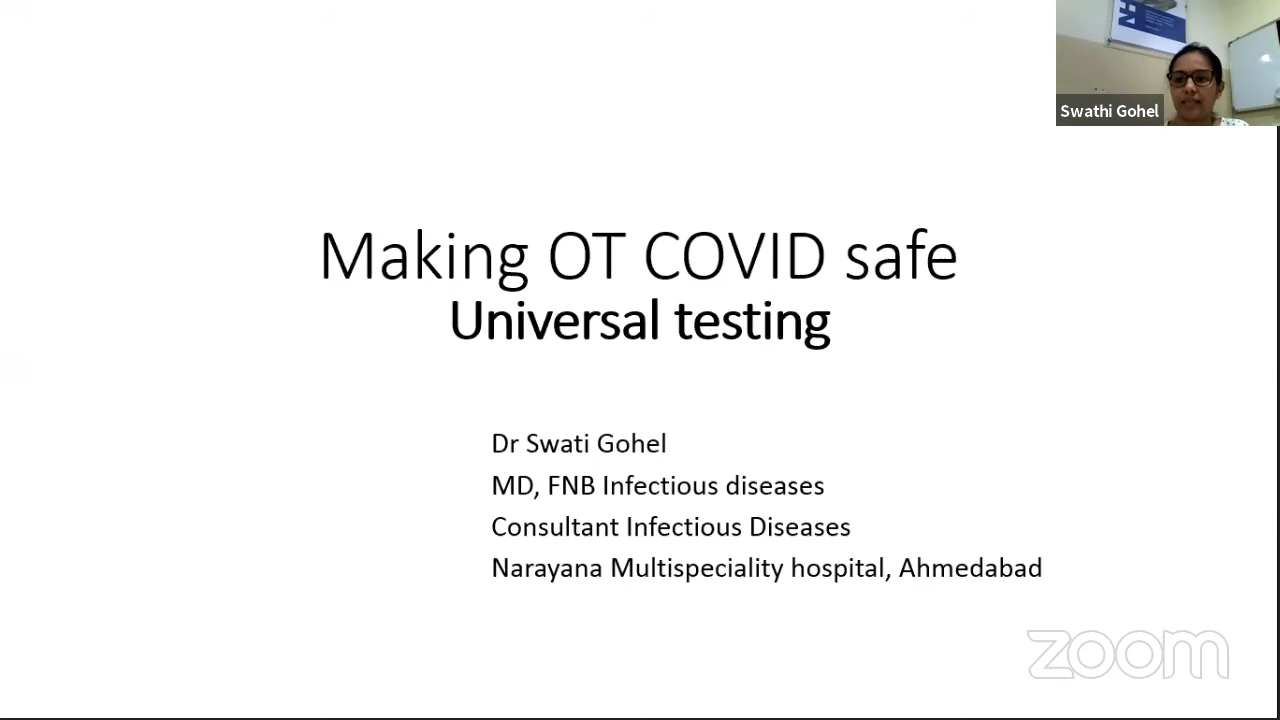 Swathi Gohel
Making OT COVID safe
Universal testing
Dr Swati Gohel
MD, FNB Infectious diseases
Consultant Infectious Diseases
Narayana Multispeciality hospital, Ahmedabad
zoom